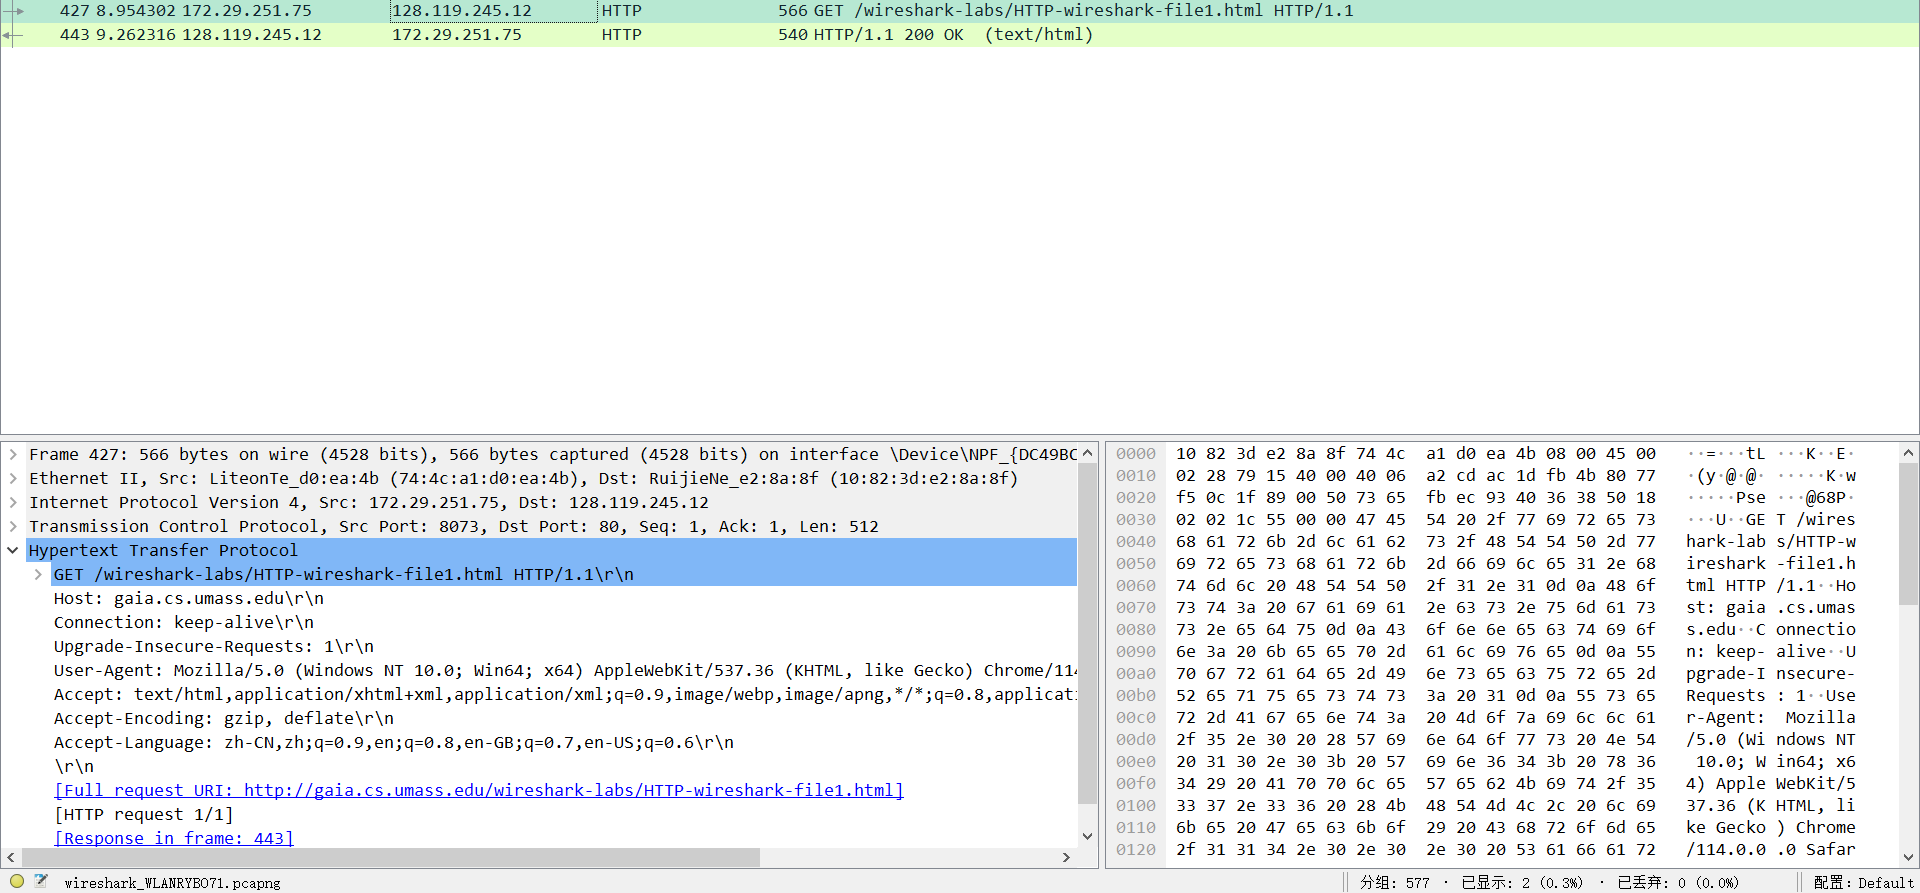 427 8.954302 172.29.251.75 128.119.245.12 HTTP 566 GET /wireshark-labs/HTTP-wireshark-file1.html HTTP/1.1
443 9.262316 128.119.245.12 172.29.251.75 HTTP 540 HTTP/1.1 200 OK (text/html)
Frame 427: 566 bytes on wire (4528 bits), 566 bytes captured (4528 bits) on interface \Device\NPF_{DC49BC
Ethernet II, Src: LiteonTe_d0:ea:4b (74:4c:a1:d0:ea:4b), Dst: RuijieNe_e2:8a:8f (10:82:3d:e2:8a:8f)
Internet Protocol Version 4, Src: 172.29.251.75, Dst: 128.119.245.12
Transmission Control Protocol, Src Port: 8073, Dst Port: 80, Seq: 1, Ack: 1, Len: 512
Hypertext Transfer Protocol
GET /wireshark-labs/HTTP-wireshark-file1.html HTTP/1.1\r\n
Host: gaia.cs.umass.edu\r\n
Connection: keep-alive\r\n
Upgrade-Insecure-Requests: 1\r\n
User-Agent: Mozilla/5.0 (Windows NT 10.0; Win64; x64) AppleWebKit/537.36 (KHTML, like Gecko) Chrome/114
Accept: text/html,application/xhtml+xml,application/xml;q=0.9,image/webp,image/apng,*/*;q=0.8,applicati
Accept-Encoding: gzip, deflate\r\n
Accept-Language: zh-CN,zh;q=0.9,en;q=0.8,en-GB;q=0.7,en-US;q=0.6\r\n
\r\n
[Full request URI: http://gaia.cs.umass.edu/wireshark-labs/HTTP-wireshark-file1.html]
[HTTP request 1/1]
[Response in frame: 443]
0000 10 82 3d e2 8a 8f 74 4c a1 d0 ea 4b 08 00 45 00 ··=···tL ···K··E·
0010 02 28 79 15 40 00 40 06 a2 cd ac 1d fb 4b 80 77 ·(y·@·@· ·····K·w
0020 f5 0c 1f 89 00 50 73 65 fb ec 93 40 36 38 50 18 ·····Pse ···@68P·
0030 02 02 1c 55 00 00 47 45 54 20 2f 77 69 72 65 73 ···U··GE T /wires
0040 68 61 72 6b 2d 6c 61 62 73 2f 48 54 54 50 2d 77 hark-lab s/HTTP-w
0050 69 72 65 73 68 61 72 6b 2d 66 69 6c 65 31 2e 68 ireshark -file1.h
0060 74 6d 6c 20 48 54 54 50 2f 31 2e 31 0d 0a 48 6f tml HTTP /1.1··Ho
0070 73 74 3a 20 67 61 69 61 2e 63 73 2e 75 6d 61 73 st: gaia .cs.umas
0080 73 2e 65 64 75 0d 0a 43 6f 6e 6e 65 63 74 69 6f s.edu··C onnectio
0090 6e 3a 20 6b 65 65 70 2d 61 6c 69 76 65 0d 0a 55 n: keep- alive··U
00a0 70 67 72 61 64 65 2d 49 6e 73 65 63 75 72 65 2d pgrade-I nsecure-
00b0 52 65 71 75 65 73 74 73 3a 20 31 0d 0a 55 73 65 Requests : 1··Use
00c0 72 2d 41 67 65 6e 74 3a 20 4d 6f 7a 69 6c 6c 61 r-Agent: Mozilla
00d0 2f 35 2e 30 20 28 57 69 6e 64 6f 77 73 20 4e 54 /5.0 (Wi ndows NT
00e0 20 31 30 2e 30 3b 20 57 69 6e 36 34 3b 20 78 36 10.0; W in64; x6
00f0 34 29 20 41 70 70 6c 65 57 65 62 4b 69 74 2f 35 4) Apple WebKit/5
0100 33 37 2e 33 36 20 28 4b 48 54 4d 4c 2c 20 6c 69 37.36 (K HTML, li
0110 6b 65 20 47 65 63 6b 6f 29 20 43 68 72 6f 6d 65 ke Gecko ) Chrome
0120 2f 31 31 34 2e 30 2e 30 2e 30 20 53 61 66 61 72 /114.0.0 .0 Safar
wireshark_WLANRYBO71.pcapng 分组: 577 · 已显示: 2 (0.3%) · 已丢弃: 0 (0.0%) 配置: Default